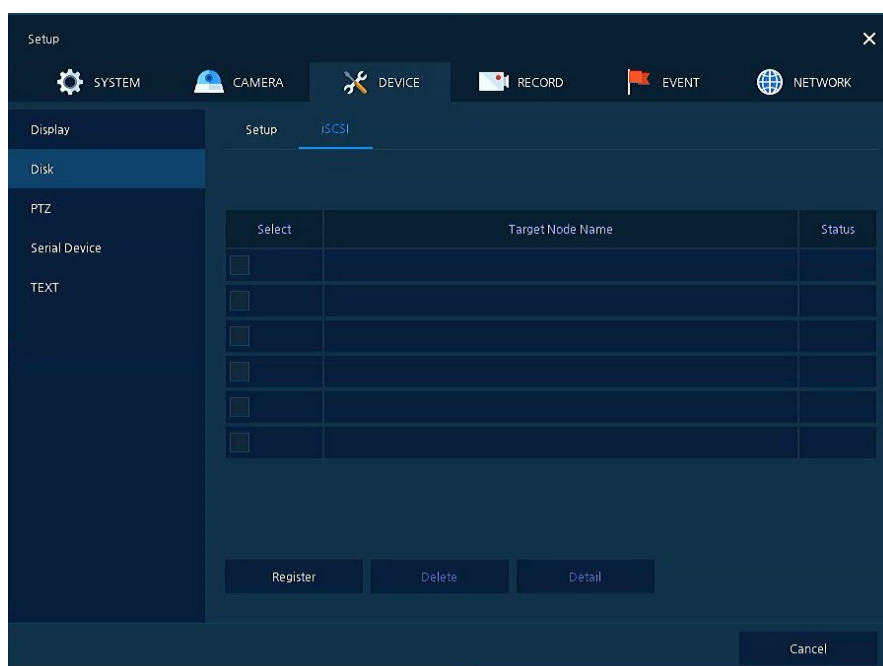 Setup
SYSTEM CAMERA DEVICE RECORD EVENT NETWORK
Display
Disk
PTZ
Serial Device
TEXT
Setup iSCSI
Select Target Node Name Status
Register Delete Detail
Cancel